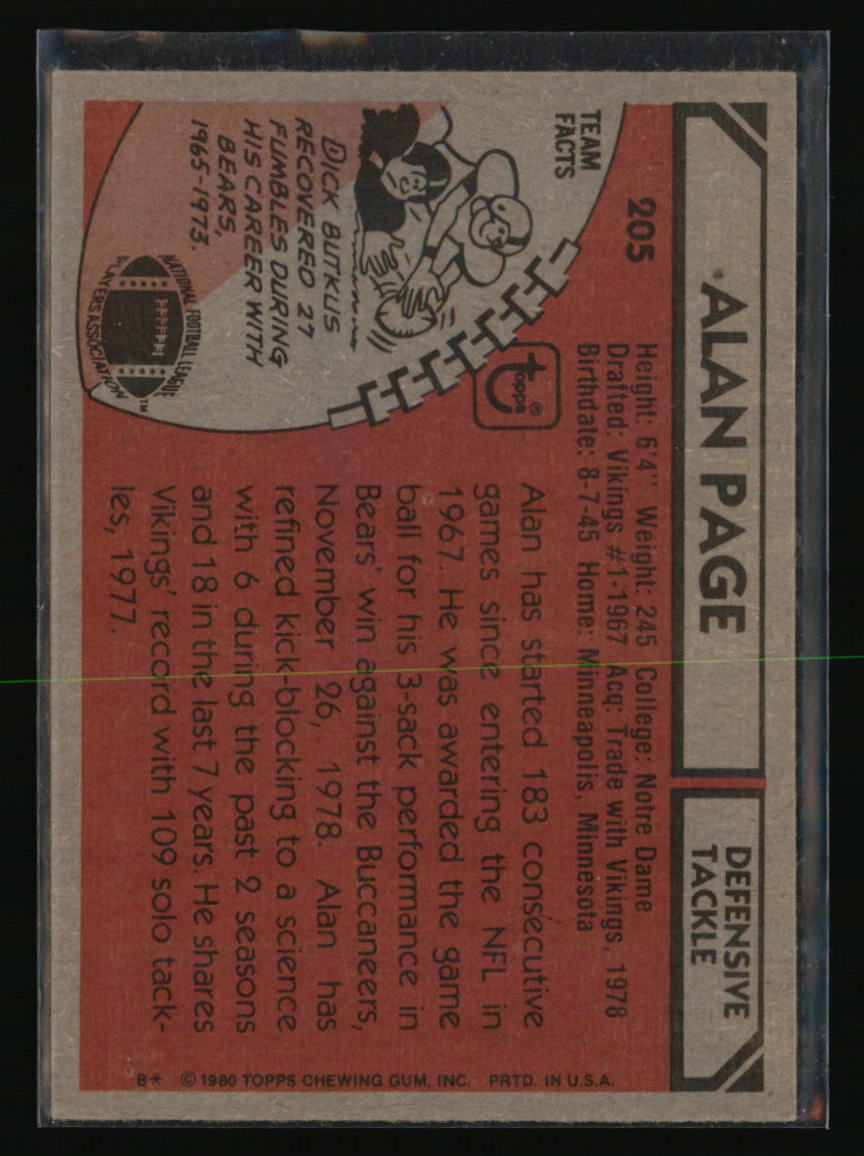 ALAN PAGE
DEFENSIVE
TACKLE
205
Height: 6'4" Weight: 245 College: Notre Dame
Drafted: Vikings #1-1967 Acq: Trade with Vikings, 1978
Birthdate: 8-7-45 Home: Minneapolis, Minnesota
TEAM
FACTS
DICK BUTKUS
RECOVERED 27
FUMBLES DURING
HIS CAREER WITH
BEARS,
1965-1973.
topps®
NATIONAL FOOTBALL LEAGUE
PLAYERS ASSOCIATION
TM
Alan has started 183 consecutive
games since entering the NFL in
1967. He was awarded the game
ball for his 3-sack performance in
Bears' win against the Buccaneers,
November 26, 1978. Alan has
refined kick-blocking to a science
with 6 during the past 2 seasons
and 18 in the last 7 years. He shares
Vikings' record with 109 solo tack-
les, 1977.
B* © 1980 TOPPS CHEWING GUM, INC. PRTD. IN U.S.A.